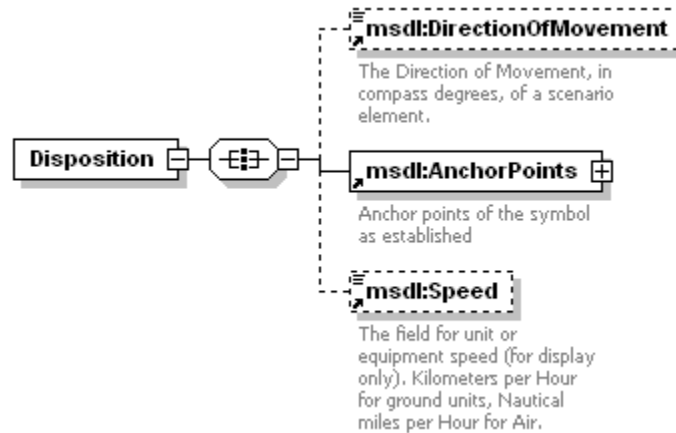 msdl:DirectionOfMovement
The Direction of Movement, in
compass degrees, of a scenario
element.
Disposition
msdl:AnchorPoints
Anchor points of the symbol
as established
msdl:Speed
The field for unit or
equipment speed (for display
only). Kilometers per Hour
for ground units, Nautical
miles per Hour for Air.